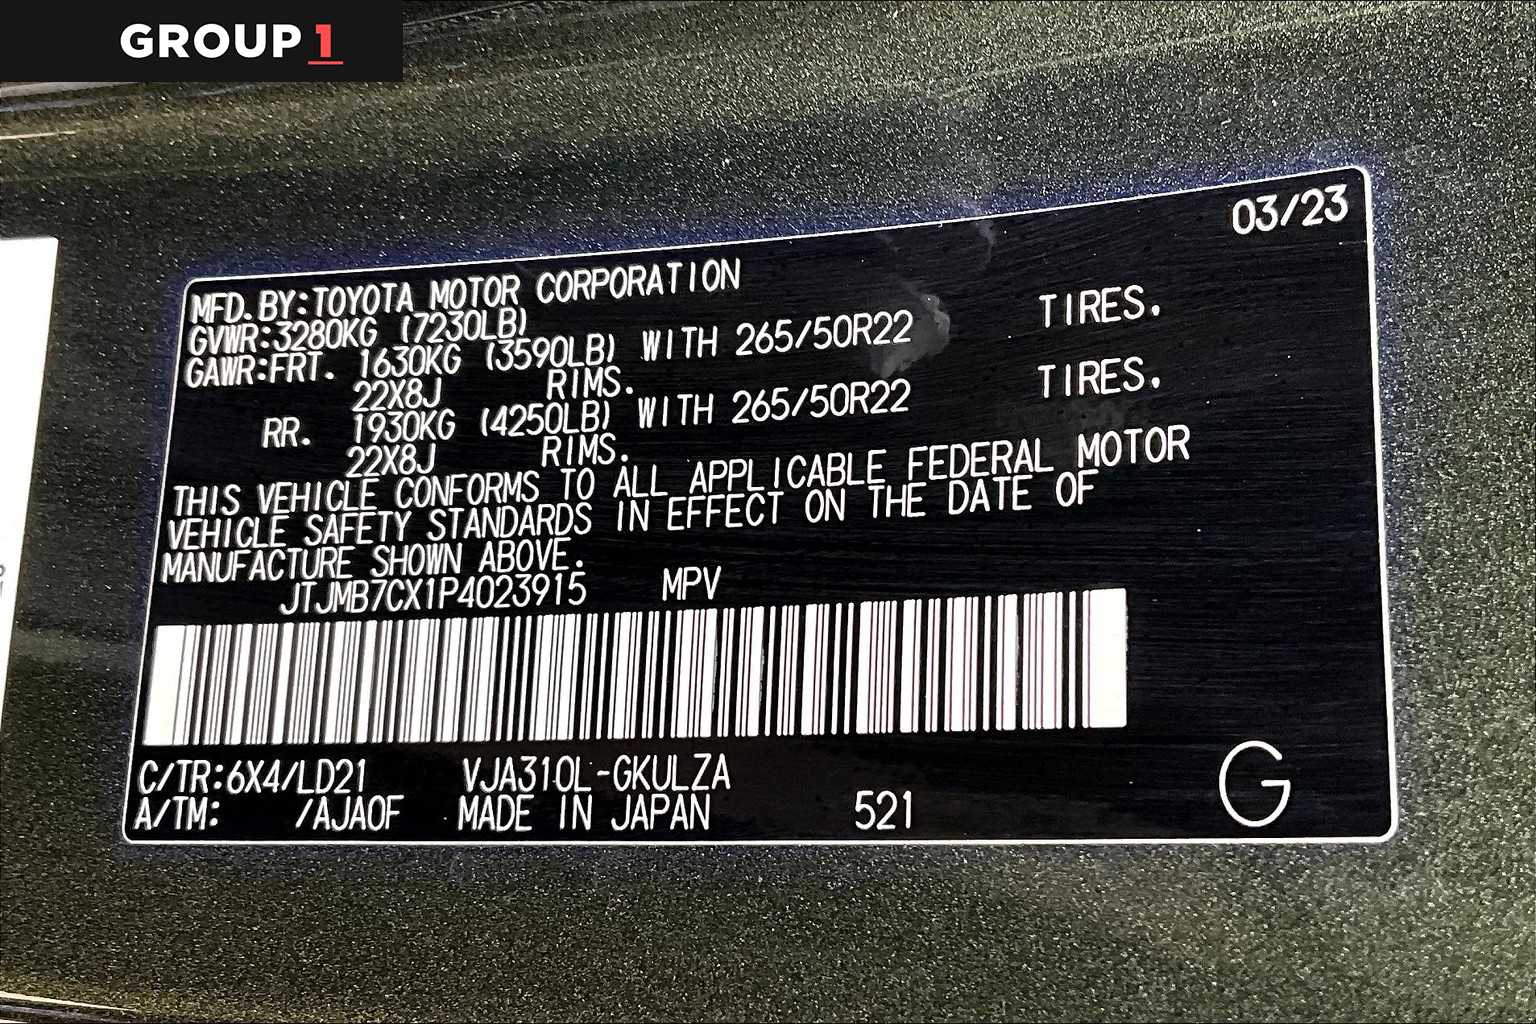 GROUP 1
03/23
MFD.BY:TOYOTA MOTOR CORPORATION
GVWR:3280KG (7230LB)
GAWR:FRT. 1630KG (3590LB) WITH 265/50R22 TIRES.
22X8J RIMS.
RR. 1930KG (4250LB) WITH 265/50R22 TIRES.
22X8J RIMS.
THIS VEHICLE CONFORMS TO ALL APPLICABLE FEDERAL MOTOR
VEHICLE SAFETY STANDARDS IN EFFECT ON THE DATE OF
MANUFACTURE SHOWN ABOVE.
JTJMB7CX1P4023915 MPV
C/TR:6X4/LD21 VJA310L-GKULZA
A/TM: /AJA0F MADE IN JAPAN 521 G